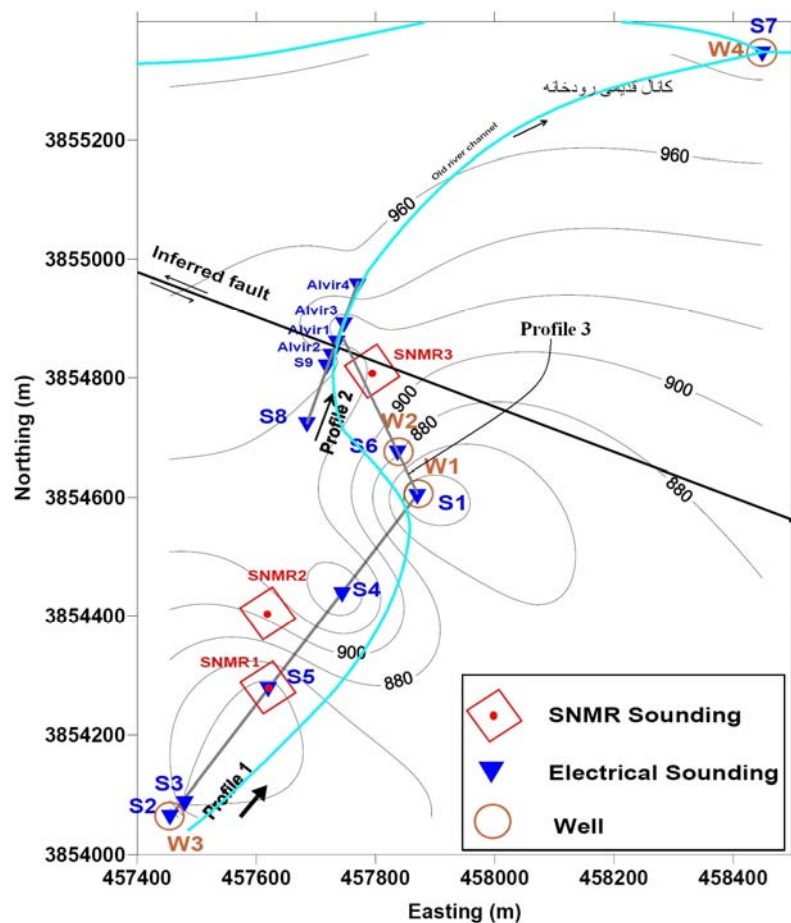 S7
W4
کانال قدیمی رودخانه
3855200
Old river channel
960
960
3855000
Inferred fault
Alvir4
Alvir3
Alvir1
Alvir2
S9
SNMR3
Profile 3
3854800
900
900
S8
Profile 2
W2
S6
880
W1
S1
880
3854600
Northing (m)
SNMR2
S4
3854400
900
SNMR1
S5
880
3854200
S3
S2
Profile 1
W3
3854000
SNMR Sounding
Electrical Sounding
Well
457400 457600 457800 458000 458200 458400
Easting (m)